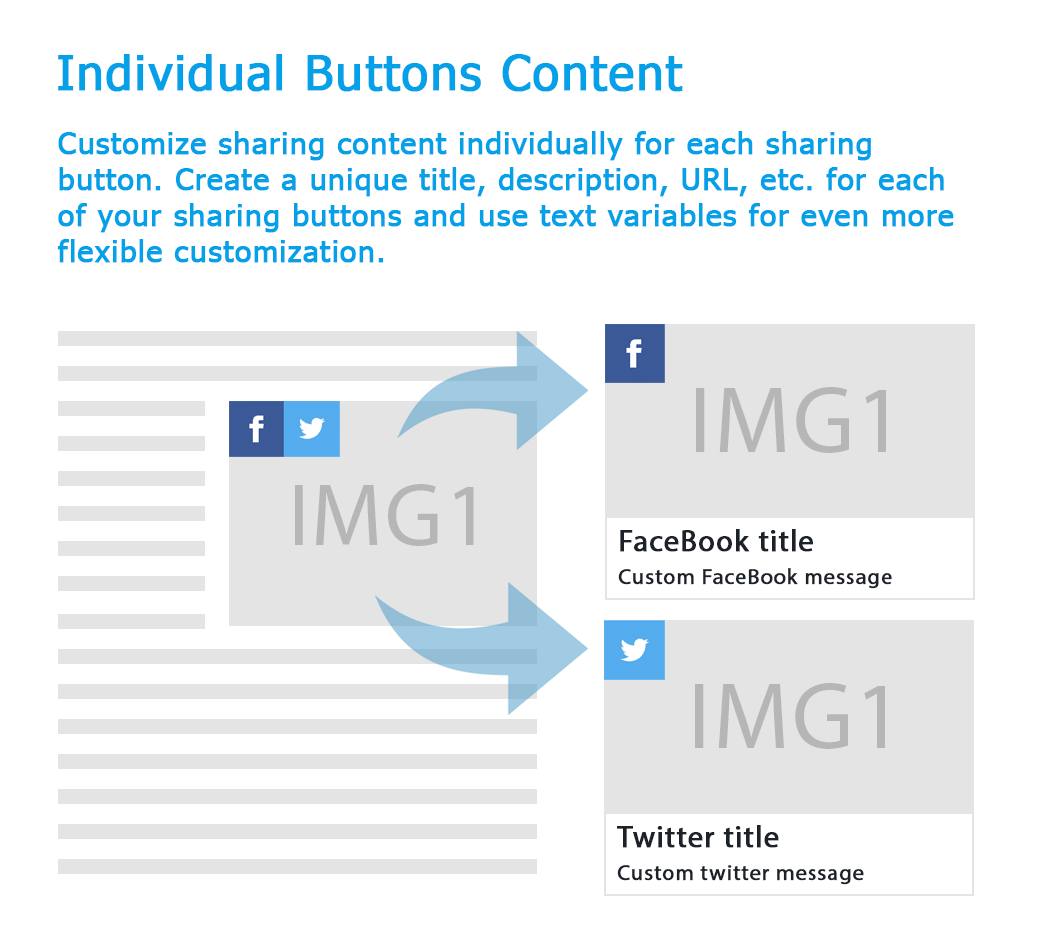 Individual Buttons Content
Customize sharing content individually for each sharing
button. Create a unique title, description, URL, etc. for each
of your sharing buttons and use text variables for even more
flexible customization.
f
IMG1
f
IMG1
FaceBook title
Custom FaceBook message
IMG1
Twitter title
Custom twitter message